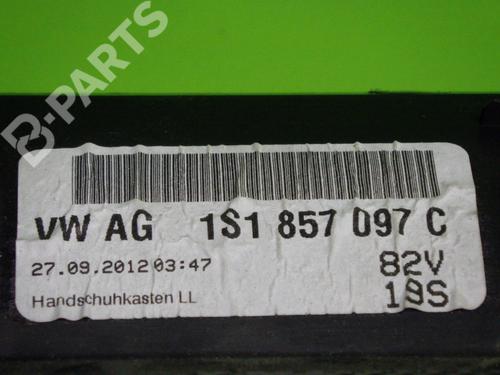 B-PARTS
VW AG 1S1 857 097 C
27.09.2012 03:47 82V
Handschuhkasten LL 19S